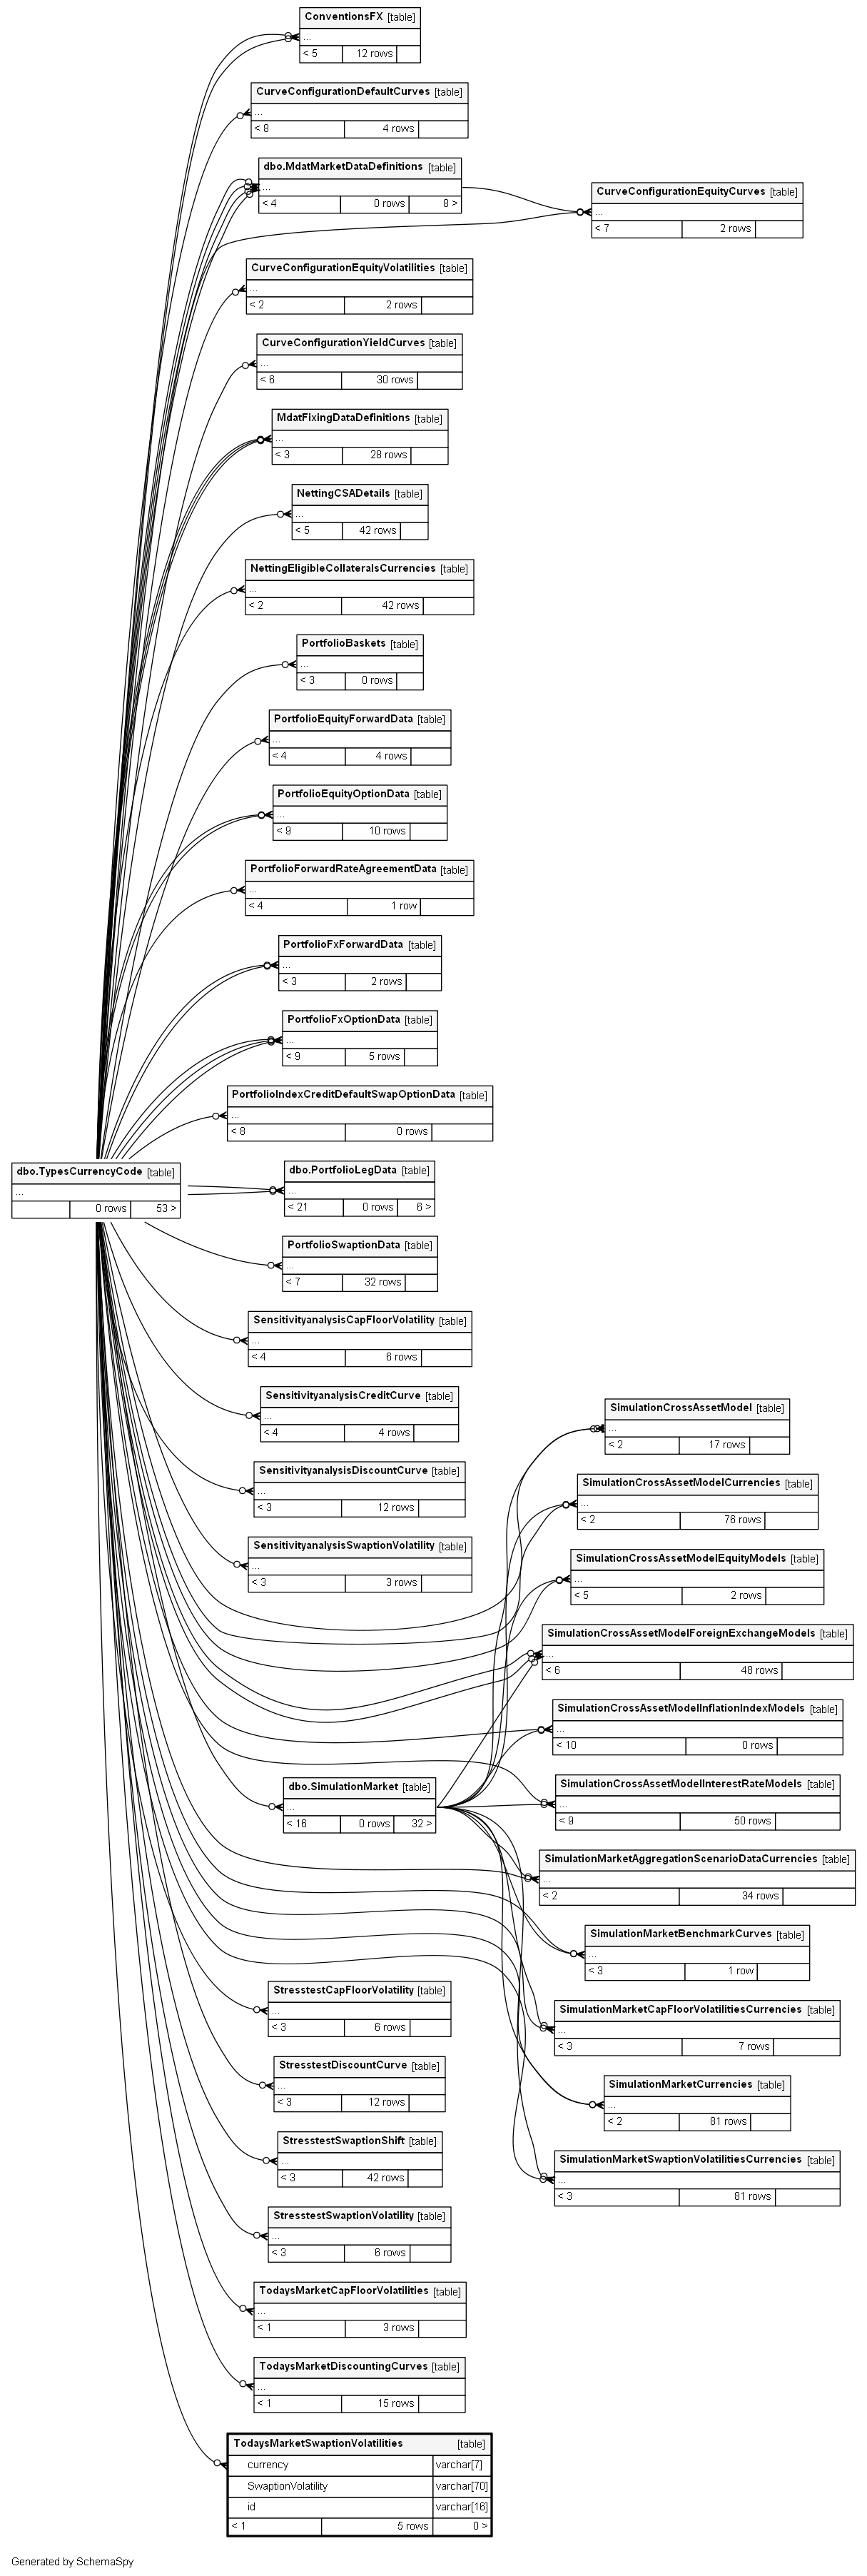 ConventionsFX [table]
...
< 5 12 rows
CurveConfigurationDefaultCurves [table]
...
< 8 4 rows
dbo.MdatMarketDataDefinitions [table]
...
< 4 0 rows 8 >
CurveConfigurationEquityCurves [table]
...
< 7 2 rows
CurveConfigurationEquityVolatilities [table]
...
< 2 2 rows
CurveConfigurationYieldCurves [table]
...
< 6 30 rows
MdatFixingDataDefinitions [table]
...
< 3 28 rows
NettingCSADetails [table]
...
< 5 42 rows
NettingEligibleCollateralsCurrencies [table]
...
< 2 42 rows
PortfolioBaskets [table]
...
< 3 0 rows
PortfolioEquityForwardData [table]
...
< 4 4 rows
PortfolioEquityOptionData [table]
...
< 9 10 rows
PortfolioForwardRateAgreementData [table]
...
< 4 1 row
PortfolioFxForwardData [table]
...
< 3 2 rows
PortfolioFxOptionData [table]
...
< 9 5 rows
PortfolioIndexCreditDefaultSwapOptionData [table]
...
< 8 0 rows
dbo.TypesCurrencyCode [table]
...
0 rows 53 >
dbo.PortfolioLegData [table]
...
< 21 0 rows 6 >
PortfolioSwaptionData [table]
...
< 7 32 rows
SensitivityanalysisCapFloorVolatility [table]
...
< 4 6 rows
SensitivityanalysisCreditCurve [table]
...
< 4 4 rows
SimulationCrossAssetModel [table]
...
< 2 17 rows
SensitivityanalysisDiscountCurve [table]
...
< 3 12 rows
SimulationCrossAssetModelCurrencies [table]
...
< 2 76 rows
SensitivityanalysisSwaptionVolatility [table]
...
< 3 3 rows
SimulationCrossAssetModelEquityModels [table]
...
< 5 2 rows
SimulationCrossAssetModelForeignExchangeModels [table]
...
< 6 48 rows
SimulationCrossAssetModelInflationIndexModels [table]
...
< 10 0 rows
dbo.SimulationMarket [table]
...
< 16 0 rows 32 >
SimulationCrossAssetModelInterestRateModels [table]
...
< 9 50 rows
SimulationMarketAggregationScenarioDataCurrencies [table]
...
< 2 34 rows
SimulationMarketBenchmarkCurves [table]
...
< 3 1 row
StresstestCapFloorVolatility [table]
...
< 3 6 rows
SimulationMarketCapFloorVolatilitiesCurrencies [table]
...
< 3 7 rows
StresstestDiscountCurve [table]
...
< 3 12 rows
SimulationMarketCurrencies [table]
...
< 2 81 rows
StresstestSwaptionShift [table]
...
< 3 42 rows
SimulationMarketSwaptionVolatilitiesCurrencies [table]
...
< 3 81 rows
StresstestSwaptionVolatility [table]
...
< 3 6 rows
TodaysMarketCapFloorVolatilities [table]
...
< 1 3 rows
TodaysMarketDiscountingCurves [table]
...
< 1 15 rows
TodaysMarketSwaptionVolatilities [table]
currency varchar[7]
SwaptionVolatility varchar[70]
id varchar[16]
< 1 5 rows 0 >
Generated by SchemaSpy